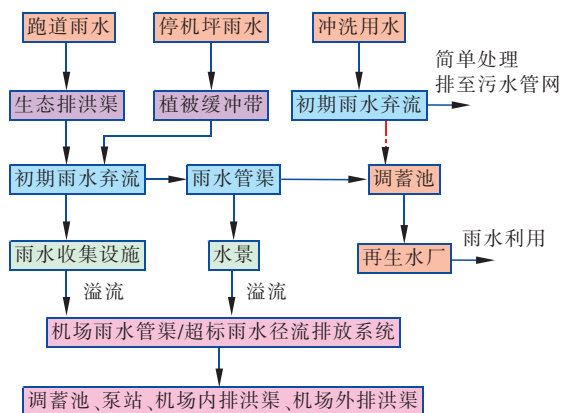 跑道雨水
停机坪雨水
冲洗用水
简单处理
排至污水管网
生态排洪渠
植被缓冲带
初期雨水弃流
初期雨水弃流
雨水管渠
调蓄池
雨水收集设施
水景
再生水厂
雨水利用
溢流
溢流
机场雨水管渠/超标雨水径流排放系统
调蓄池、泵站、机场内排洪渠、机场外排洪渠